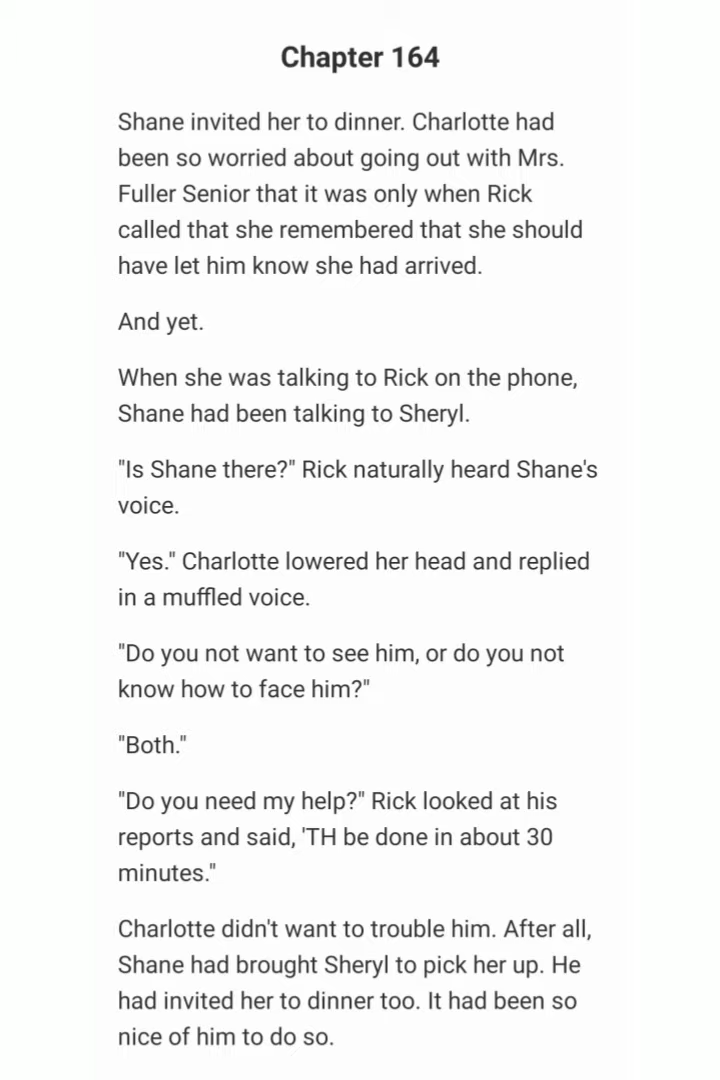 Chapter 164
Shane invited her to dinner. Charlotte had
been so worried about going out with Mrs.
Fuller Senior that it was only when Rick
called that she remembered that she should
have let him know she had arrived.
And yet.
When she was talking to Rick on the phone,
Shane had been talking to Sheryl.
"Is Shane there?" Rick naturally heard Shane's
voice.
"Yes." Charlotte lowered her head and replied
in a muffled voice.
"Do you not want to see him, or do you not
know how to face him?"
"Both."
"Do you need my help?" Rick looked at his
reports and said, 'TH be done in about 30
minutes."
Charlotte didn't want to trouble him. After all,
Shane had brought Sheryl to pick her up. He
had invited her to dinner too. It had been so
nice of him to do so.